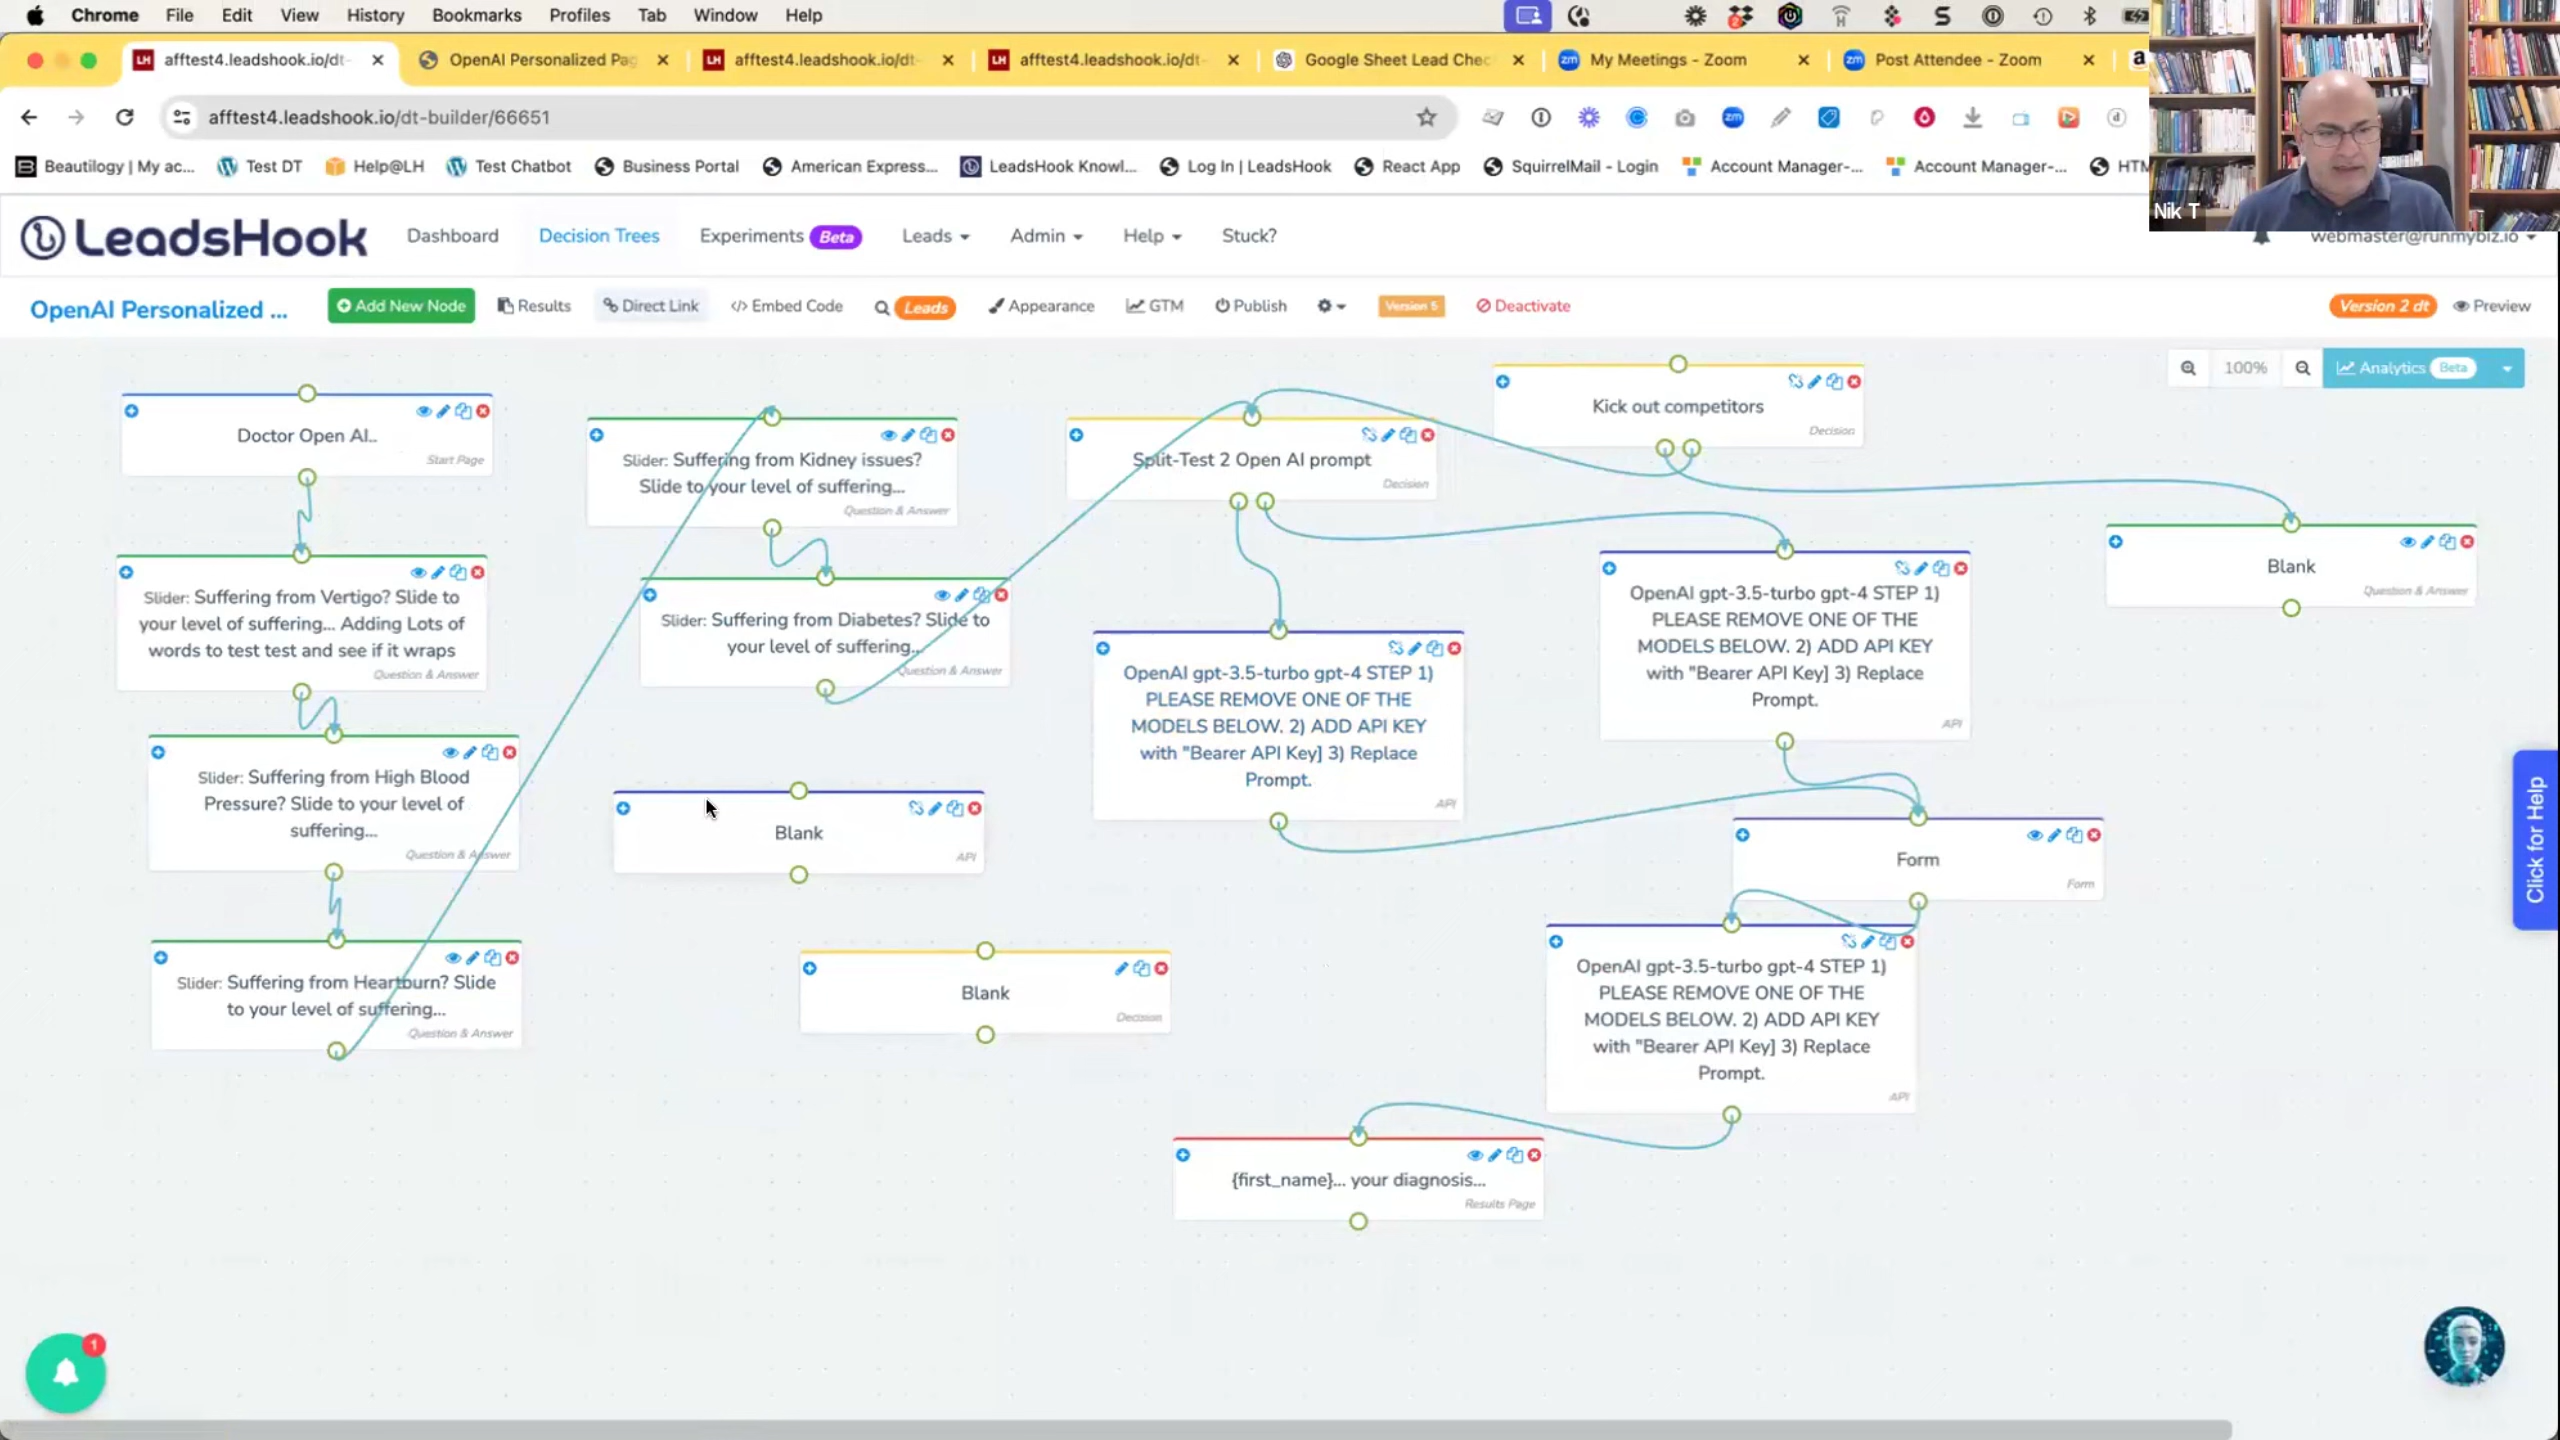 Chrome File Edit View History Bookmarks Profiles Tab Window Help
afftest4.leadshook.io/dt-
OpenAI Personalized Pag
afftest4.leadshook.io/dt-
afftest4.leadshook.io/dt-
Google Sheet Lead Chec
My Meetings - Zoom
Post Attendee - Zoom
afftest4.leadshook.io/dt-builder/66651
Beautilogy | My ac...
Test DT
Help@LH
Test Chatbot
Business Portal
American Express...
LeadsHook Knowl...
Log In | LeadsHook
React App
SquirrelMail - Login
Account Manager-...
Account Manager-...
HTM
Nik T
LeadsHook
Dashboard
Decision Trees
Experiments Beta
Leads
Admin
Help
Stuck?
webmaster@runmybiz.io
OpenAI Personalized ...
Add New Node
Results
Direct Link
</> Embed Code
Leads
Appearance
GTM
Publish
Version 5
Deactivate
Version 2 dt
Preview
100%
Analytics Beta
Doctor Open AI..
Start Page
Slider: Suffering from Vertigo? Slide to
your level of suffering... Adding Lots of
words to test test and see if it wraps
Question & Answer
Slider: Suffering from High Blood
Pressure? Slide to your level of
suffering...
Question & Answer
Slider: Suffering from Heartburn? Slide
to your level of suffering...
Question & Answer
Slider: Suffering from Kidney issues?
Slide to your level of suffering...
Question & Answer
Slider: Suffering from Diabetes? Slide to
your level of suffering...
Question & Answer
Blank
API
Blank
Decision
Split-Test 2 Open AI prompt
Decision
OpenAI gpt-3.5-turbo gpt-4 STEP 1)
PLEASE REMOVE ONE OF THE
MODELS BELOW. 2) ADD API KEY
with "Bearer API Key] 3) Replace
Prompt.
API
Kick out competitors
Decision
OpenAI gpt-3.5-turbo gpt-4 STEP 1)
PLEASE REMOVE ONE OF THE
MODELS BELOW. 2) ADD API KEY
with "Bearer API Key] 3) Replace
Prompt.
API
Blank
Question & Answer
Form
Form
OpenAI gpt-3.5-turbo gpt-4 STEP 1)
PLEASE REMOVE ONE OF THE
MODELS BELOW. 2) ADD API KEY
with "Bearer API Key] 3) Replace
Prompt.
API
{first_name}... your diagnosis...
Results Page
Click for Help
1